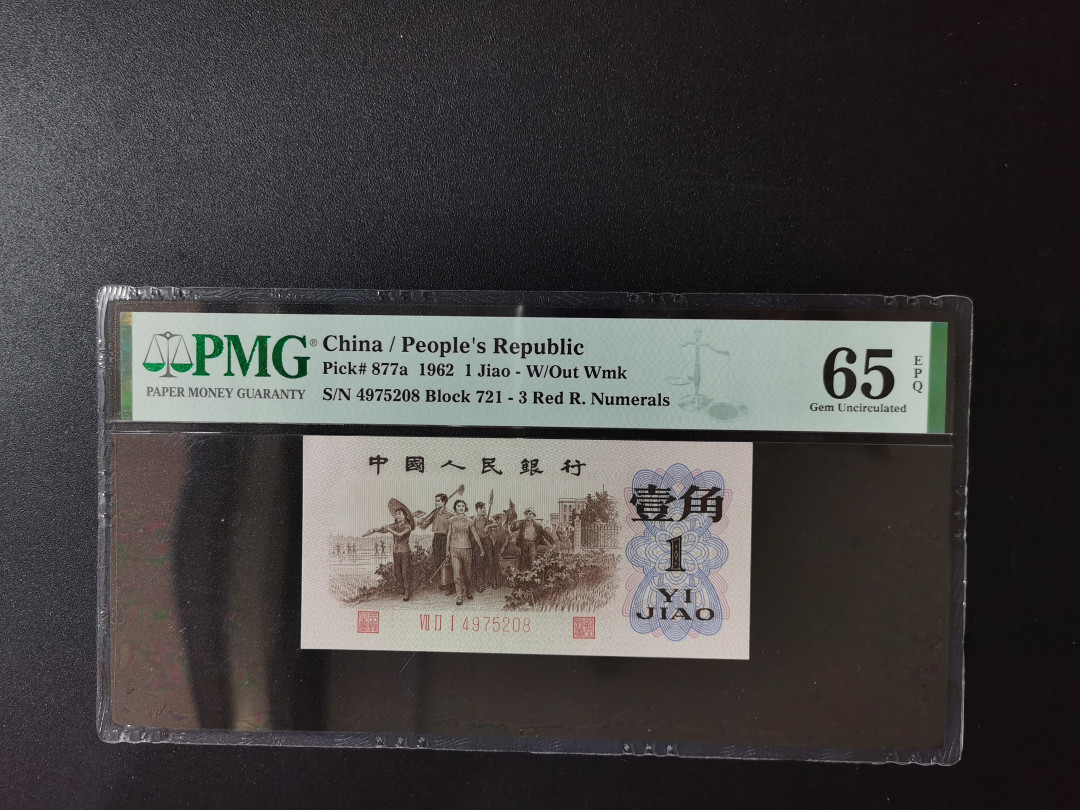 PMG®
PAPER MONEY GUARANTY
China / People's Republic
Pick# 877a 1962 1 Jiao - W/Out Wmk
S/N 4975208 Block 721 - 3 Red R. Numerals
65
EPQ
Gem Uncirculated
中國人民銀行
壹角
1
YI
JIAO
VII II I 4975208